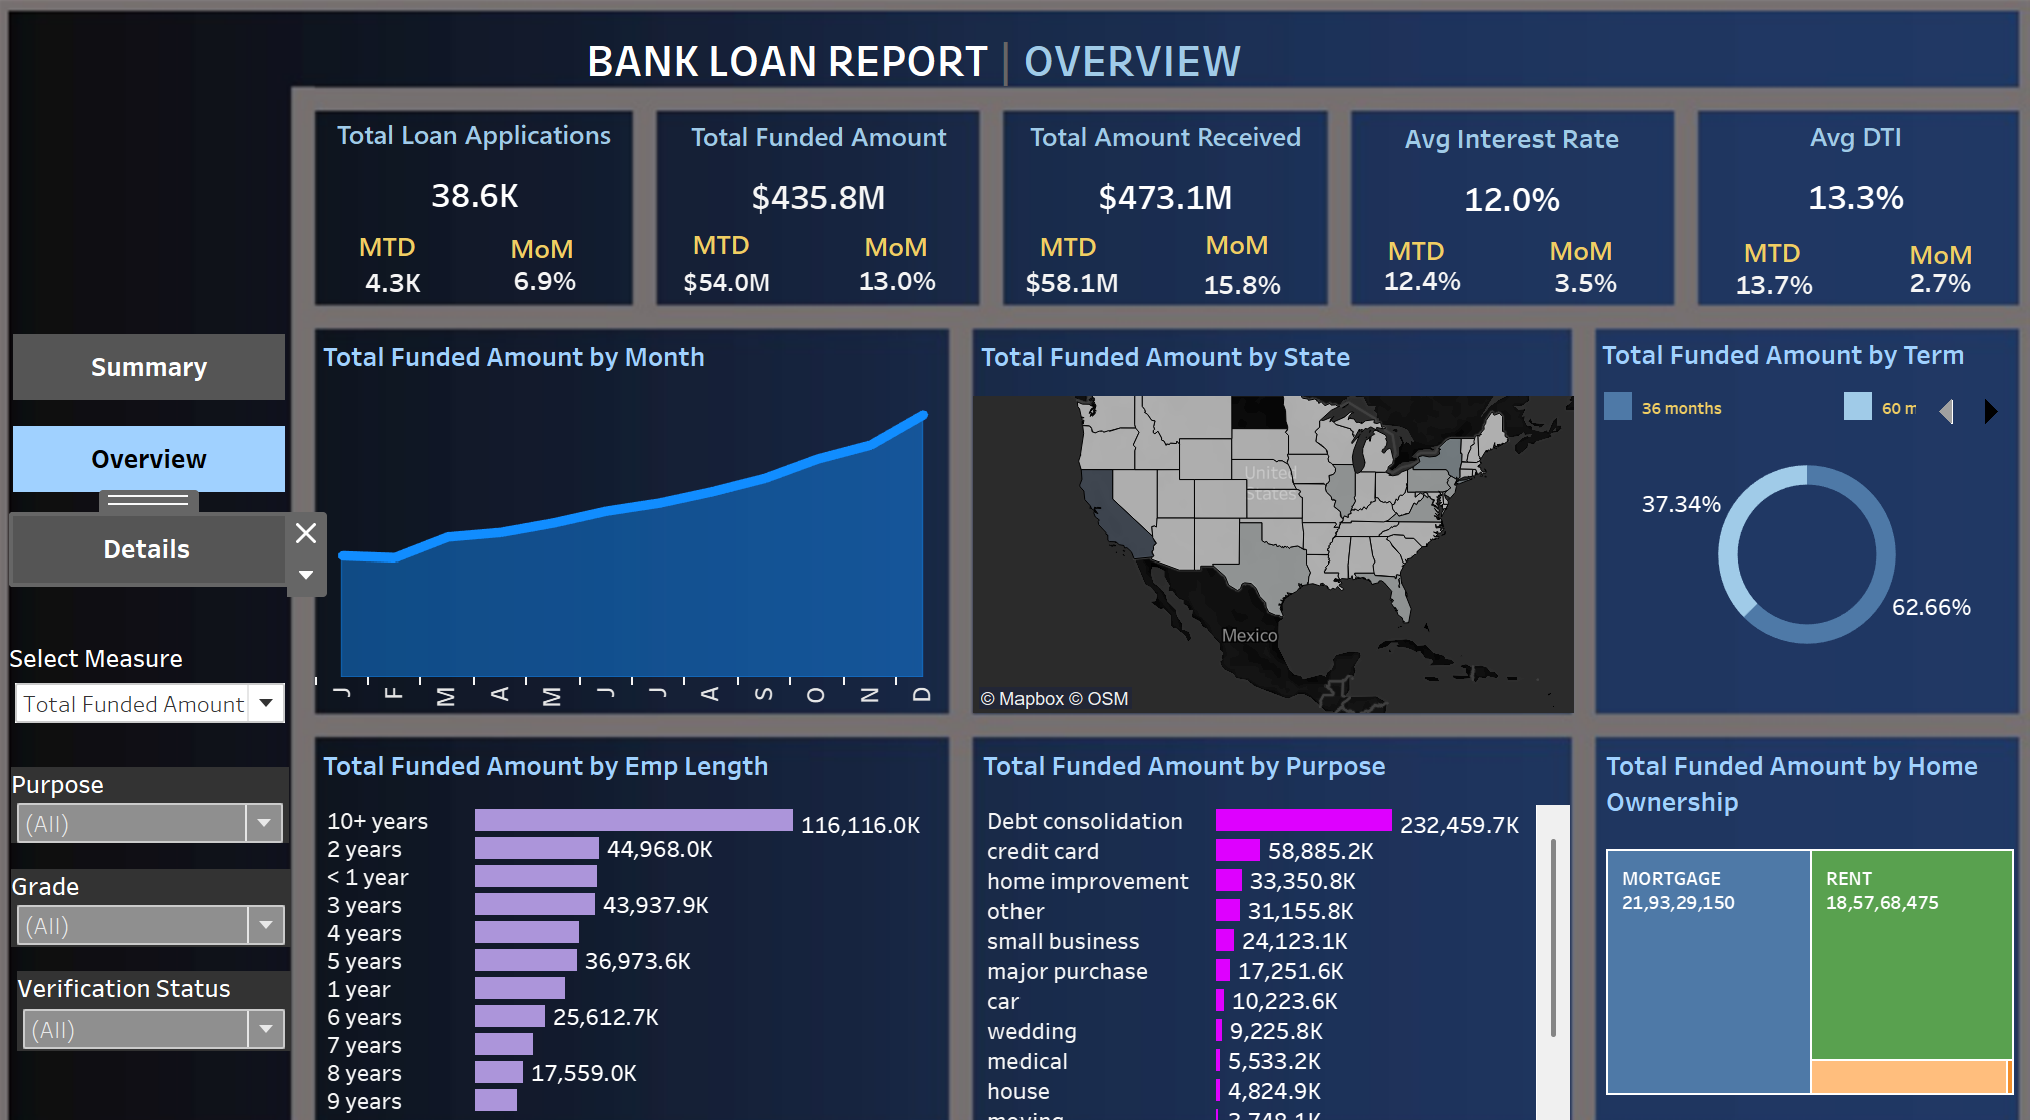 BANK LOAN REPORT | OVERVIEW
Total Loan Applications
38.6K
MTD MoM
4.3K 6.9%
Total Funded Amount
$435.8M
MTD MoM
$54.0M 13.0%
Total Amount Received
$473.1M
MTD MoM
$58.1M 15.8%
Avg Interest Rate
12.0%
MTD MoM
12.4% 3.5%
Avg DTI
13.3%
MTD MoM
13.7% 2.7%
Summary
Overview
Details
Select Measure
Total Funded Amount
Purpose
(All)
Grade
(All)
Verification Status
(All)
Total Funded Amount by Month
J F M A M J J A S O N D
Total Funded Amount by State
United
States
Mexico
© Mapbox © OSM
Total Funded Amount by Term
36 months 60 m
37.34%
62.66%
Total Funded Amount by Emp Length
10+ years 116,116.0K
2 years 44,968.0K
< 1 year
3 years 43,937.9K
4 years
5 years 36,973.6K
1 year
6 years 25,612.7K
7 years
8 years 17,559.0K
9 years
Total Funded Amount by Purpose
Debt consolidation 232,459.7K
credit card 58,885.2K
home improvement 33,350.8K
other 31,155.8K
small business 24,123.1K
major purchase 17,251.6K
car 10,223.6K
wedding 9,225.8K
medical 5,533.2K
house 4,824.9K
moving 3,748.1K
Total Funded Amount by Home
Ownership
MORTGAGE
21,93,29,150
RENT
18,57,68,475